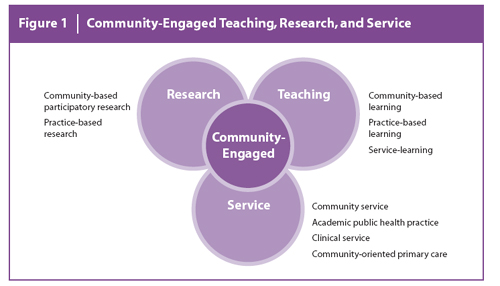 Figure 1 | Community-Engaged Teaching, Research, and Service
Research
Teaching
Community-
Engaged
Service
Community-based
participatory research
Practice-based
research
Community-based
learning
Practice-based
learning
Service-learning
Community service
Academic public health practice
Clinical service
Community-oriented primary care